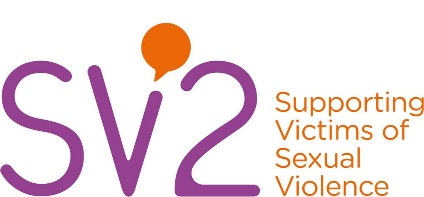 SV2
Supporting
Victims of
Sexual
Violence